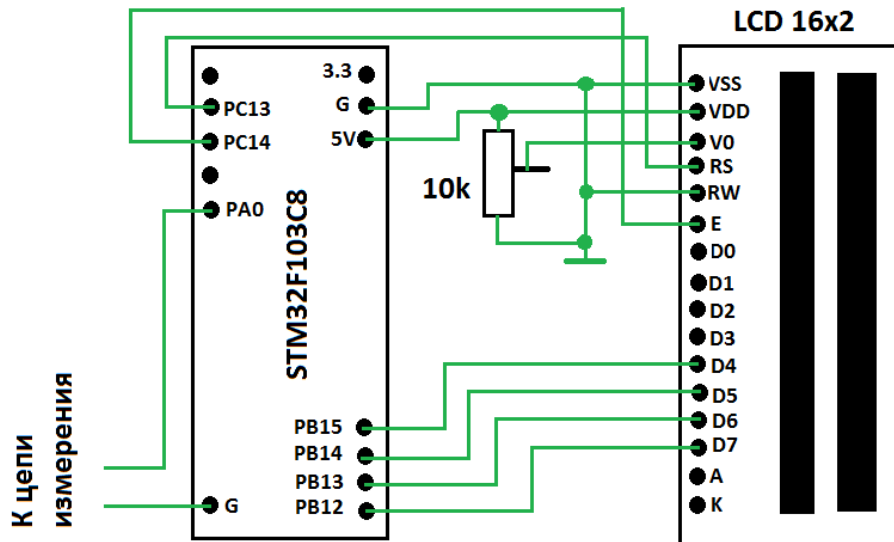 LCD 16x2
3.3
G
5V
PC13
PC14
PA0
STM32F103C8
PB15
PB14
PB13
PB12
G
К цепи
измерения
10k
VSS
VDD
V0
RS
RW
E
D0
D1
D2
D3
D4
D5
D6
D7
A
K